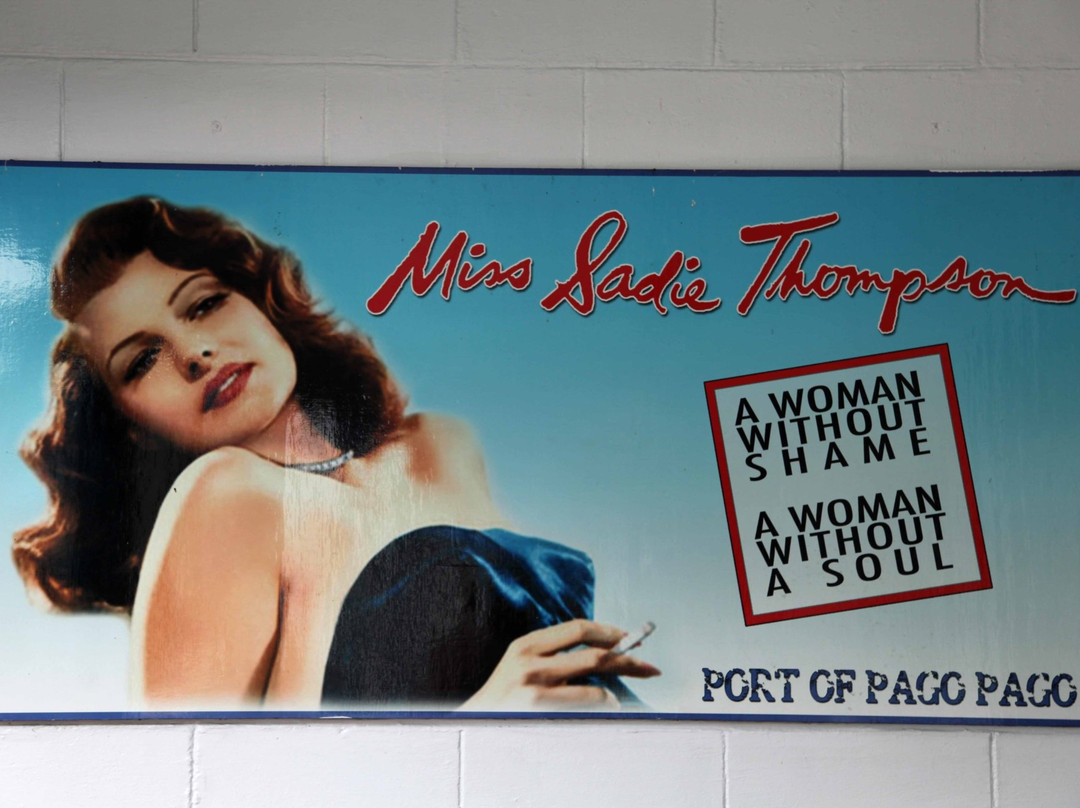 Miss Sadie Thompson
A WOMAN
WITHOUT
SHAME
A WOMAN
WITHOUT
A SOUL
PORT OF PAGO PAGO